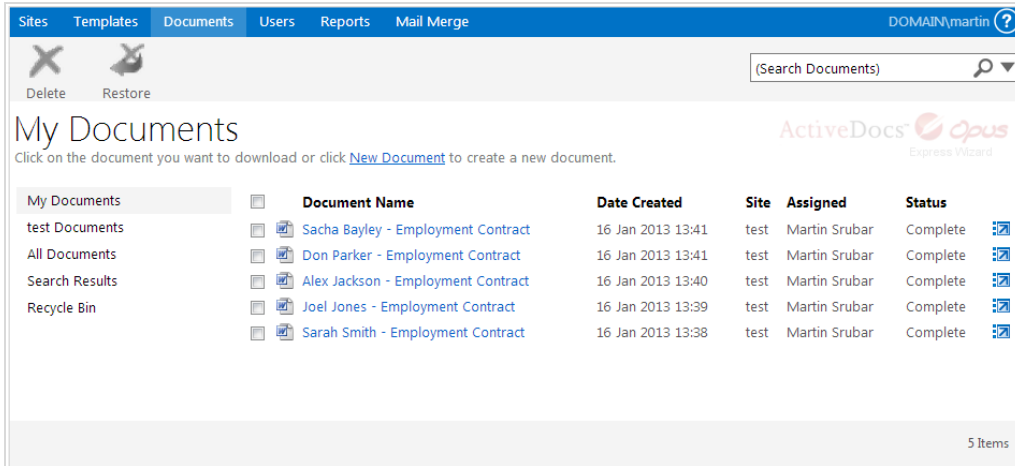 Sites Templates Documents Users Reports Mail Merge DOMAIN\martin ?
(Search Documents)
Delete Restore
My Documents
ActiveDocs™ Opus
Express Wizard
Click on the document you want to download or click New Document to create a new document.
My Documents
test Documents
All Documents
Search Results
Recycle Bin
Document Name Date Created Site Assigned Status
Sacha Bayley - Employment Contract 16 Jan 2013 13:41 test Martin Srubar Complete
Don Parker - Employment Contract 16 Jan 2013 13:41 test Martin Srubar Complete
Alex Jackson - Employment Contract 16 Jan 2013 13:40 test Martin Srubar Complete
Joel Jones - Employment Contract 16 Jan 2013 13:39 test Martin Srubar Complete
Sarah Smith - Employment Contract 16 Jan 2013 13:38 test Martin Srubar Complete
5 Items